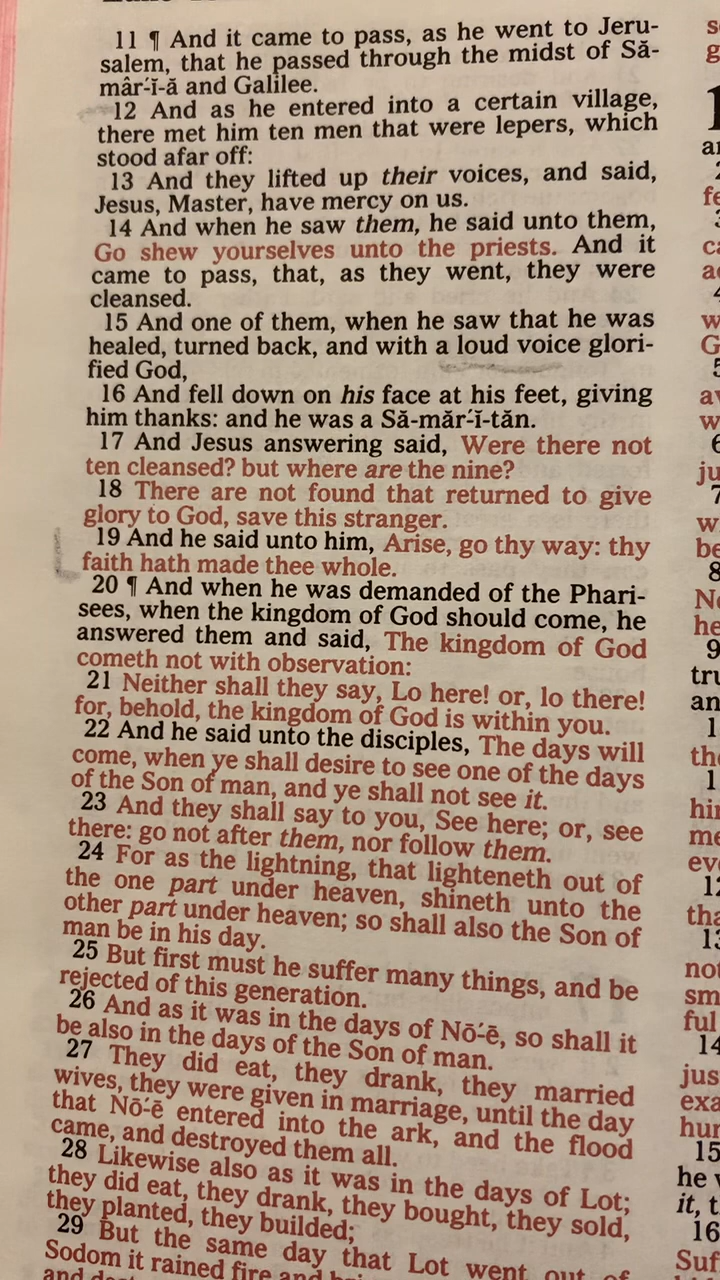 11 ¶ And it came to pass, as he went to Jeru-
salem, that he passed through the midst of Să-
mâr´-ĭ-ă and Galilee.
12 And as he entered into a certain village,
there met him ten men that were lepers, which
stood afar off:
13 And they lifted up their voices, and said,
Jesus, Master, have mercy on us.
14 And when he saw them, he said unto them,
Go shew yourselves unto the priests. And it
came to pass, that, as they went, they were
cleansed.
15 And one of them, when he saw that he was
healed, turned back, and with a loud voice glori-
fied God,
16 And fell down on his face at his feet, giving
him thanks: and he was a Să-măr´-ĭ-tăn.
17 And Jesus answering said, Were there not
ten cleansed? but where are the nine?
18 There are not found that returned to give
glory to God, save this stranger.
19 And he said unto him, Arise, go thy way: thy
faith hath made thee whole.
20 ¶ And when he was demanded of the Phari-
sees, when the kingdom of God should come, he
answered them and said, The kingdom of God
cometh not with observation:
21 Neither shall they say, Lo here! or, lo there!
for, behold, the kingdom of God is within you.
22 And he said unto the disciples, The days will
come, when ye shall desire to see one of the days
of the Son of man, and ye shall not see it.
23 And they shall say to you, See here; or, see
there: go not after them, nor follow them.
24 For as the lightning, that lighteneth out of
the one part under heaven, shineth unto the
other part under heaven; so shall also the Son of
man be in his day.
25 But first must he suffer many things, and be
rejected of this generation.
26 And as it was in the days of Nō´-ē, so shall it
be also in the days of the Son of man.
27 They did eat, they drank, they married
wives, they were given in marriage, until the day
that Nō´-ē entered into the ark, and the flood
came, and destroyed them all.
28 Likewise also as it was in the days of Lot;
they did eat, they drank, they bought, they sold,
they planted, they builded;
29 But the same day that Lot went out of
Sodom it rained fire and
14
15
he
it, t
16
Suf